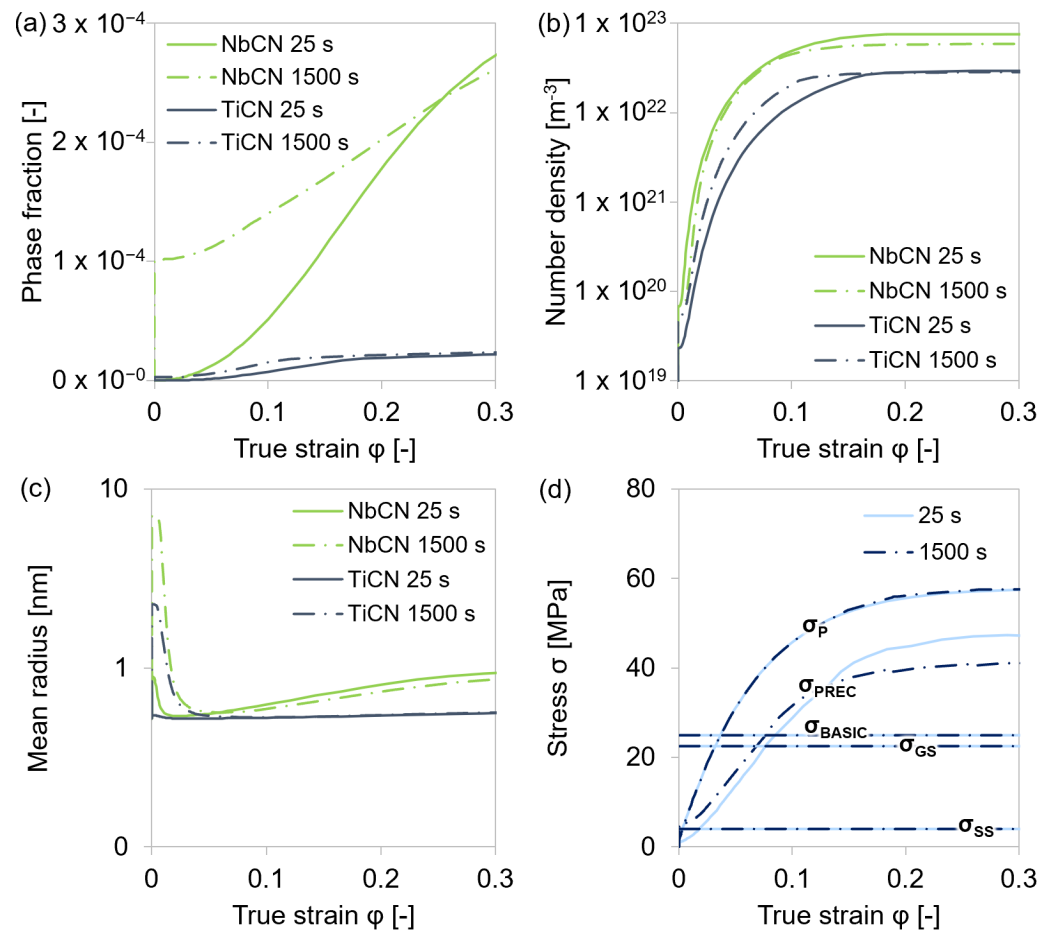 (a)
3 x 10⁻⁴
2 x 10⁻⁴
1 x 10⁻⁴
0 x 10⁻⁰
Phase fraction [-]
NbCN 25 s
NbCN 1500 s
TiCN 25 s
TiCN 1500 s
0 0.1 0.2 0.3
True strain φ [-]
(b)
1 x 10²³
1 x 10²²
1 x 10²¹
1 x 10²⁰
1 x 10¹⁹
Number density [m⁻³]
NbCN 25 s
NbCN 1500 s
TiCN 25 s
TiCN 1500 s
0 0.1 0.2 0.3
True strain φ [-]
(c)
10
1
0
Mean radius [nm]
NbCN 25 s
NbCN 1500 s
TiCN 25 s
TiCN 1500 s
0 0.1 0.2 0.3
True strain φ [-]
(d)
80
60
40
20
0
Stress σ [MPa]
25 s
1500 s
σP
σPREC
σBASIC
σGS
σSS
0 0.1 0.2 0.3
True strain φ [-]